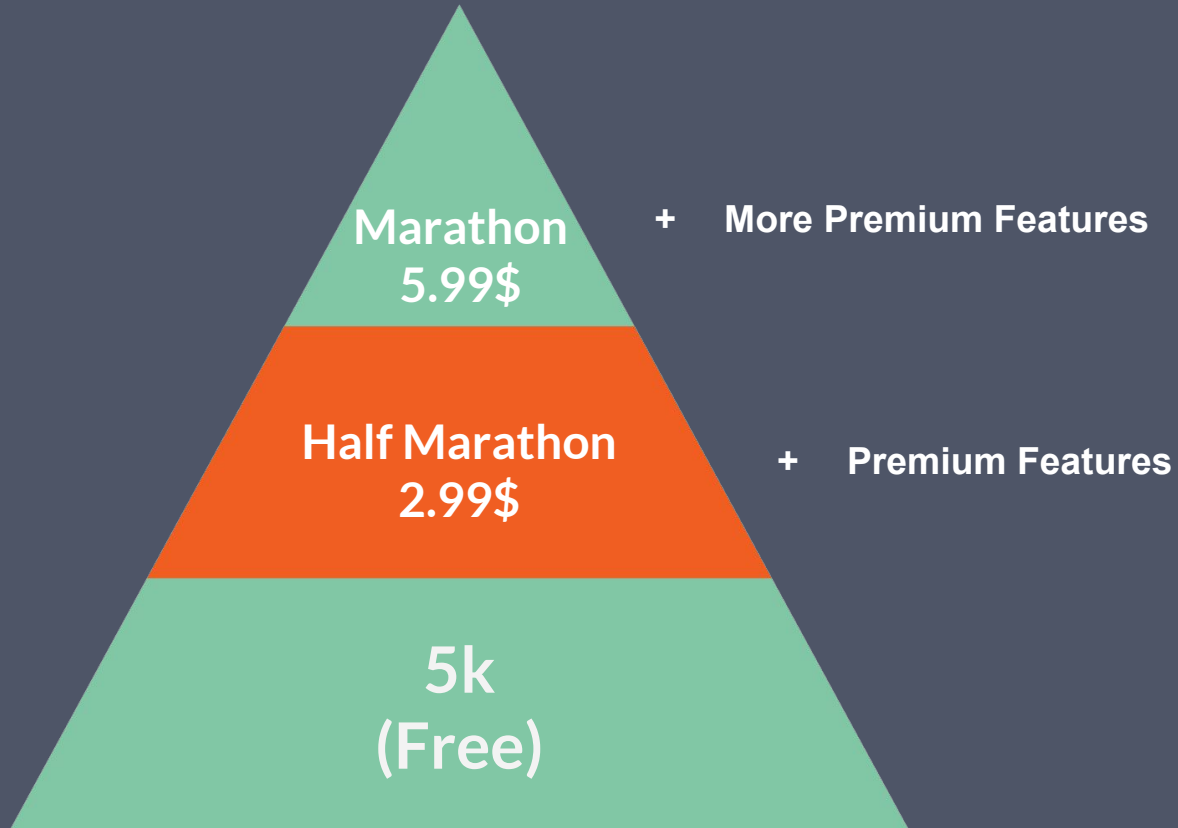 Marathon
5.99$
+ More Premium Features
Half Marathon
2.99$
+ Premium Features
5k
(Free)